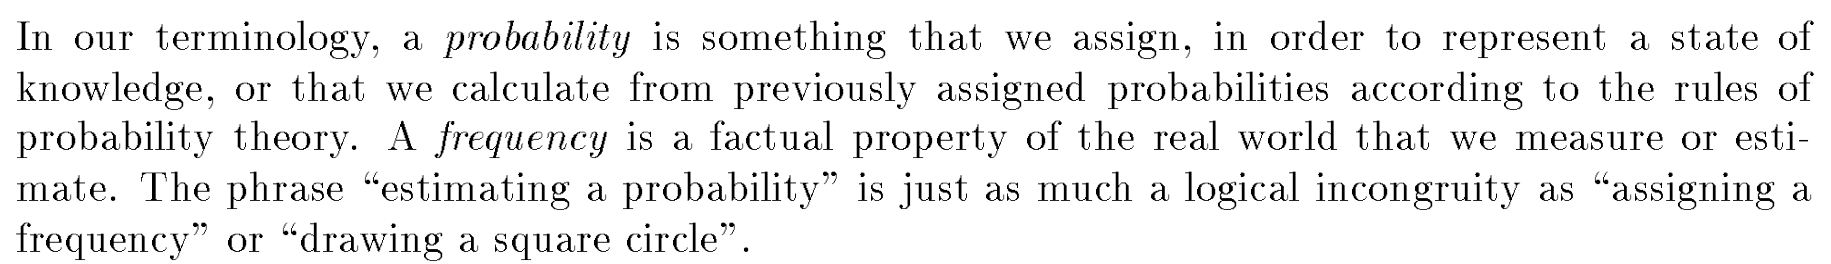 In our terminology, a probability is something that we assign, in order to represent a state of
knowledge, or that we calculate from previously assigned probabilities according to the rules of
probability theory. A frequency is a factual property of the real world that we measure or esti-
mate. The phrase “estimating a probability” is just as much a logical incongruity as “assigning a
frequency” or “drawing a square circle”.